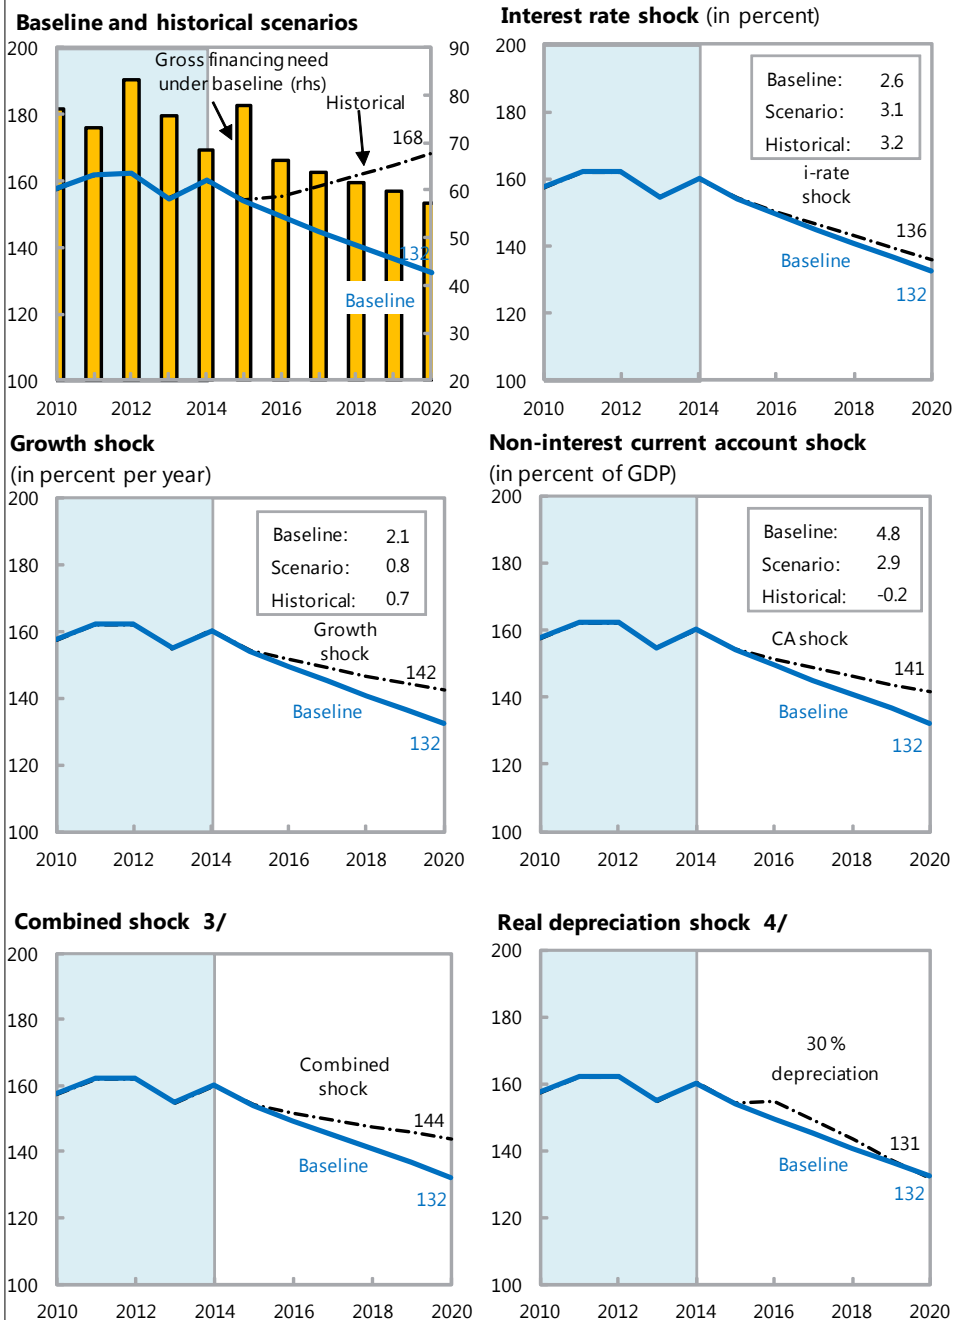 Baseline and historical scenarios
200
180
160
140
120
100
90
80
70
60
50
40
30
20
Gross financing need
under baseline (rhs)
Historical
168
132
Baseline
2010 2012 2014 2016 2018 2020
Interest rate shock (in percent)
200
180
160
140
120
100
Baseline: 2.6
Scenario: 3.1
Historical: 3.2
i-rate
shock
136
Baseline
132
2010 2012 2014 2016 2018 2020
Growth shock
(in percent per year)
200
180
160
140
120
100
Baseline: 2.1
Scenario: 0.8
Historical: 0.7
Growth
shock
142
Baseline
132
2010 2012 2014 2016 2018 2020
Non-interest current account shock
(in percent of GDP)
200
180
160
140
120
100
Baseline: 4.8
Scenario: 2.9
Historical: -0.2
CA shock
141
Baseline
132
2010 2012 2014 2016 2018 2020
Combined shock 3/
200
180
160
140
120
100
Combined
shock
144
Baseline
132
2010 2012 2014 2016 2018 2020
Real depreciation shock 4/
200
180
160
140
120
100
30 %
depreciation
131
Baseline
132
2010 2012 2014 2016 2018 2020